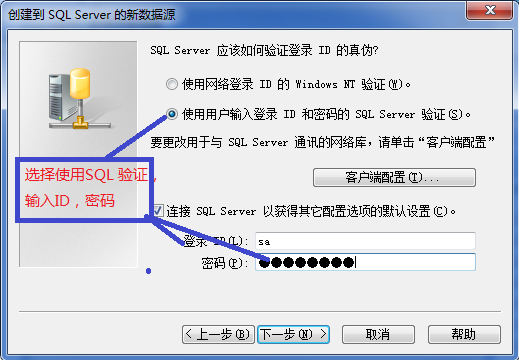 创建到 SQL Server 的新数据源
SQL Server 应该如何验证登录 ID 的真伪?
使用网络登录 ID 的 Windows NT 验证(W)。
使用用户输入登录 ID 和密码的 SQL Server 验证(S)。
要更改用于与 SQL Server 通讯的网络库,请单击“客户端配置”
客户端配置(T)...
选择使用SQL 验证,
输入ID,密码
连接 SQL Server 以获得其它配置选项的默认设置(C)。
登录 ID(L): sa
密码(P): ●●●●●●●●
< 上一步(B) 下一步(N) > 取消 帮助